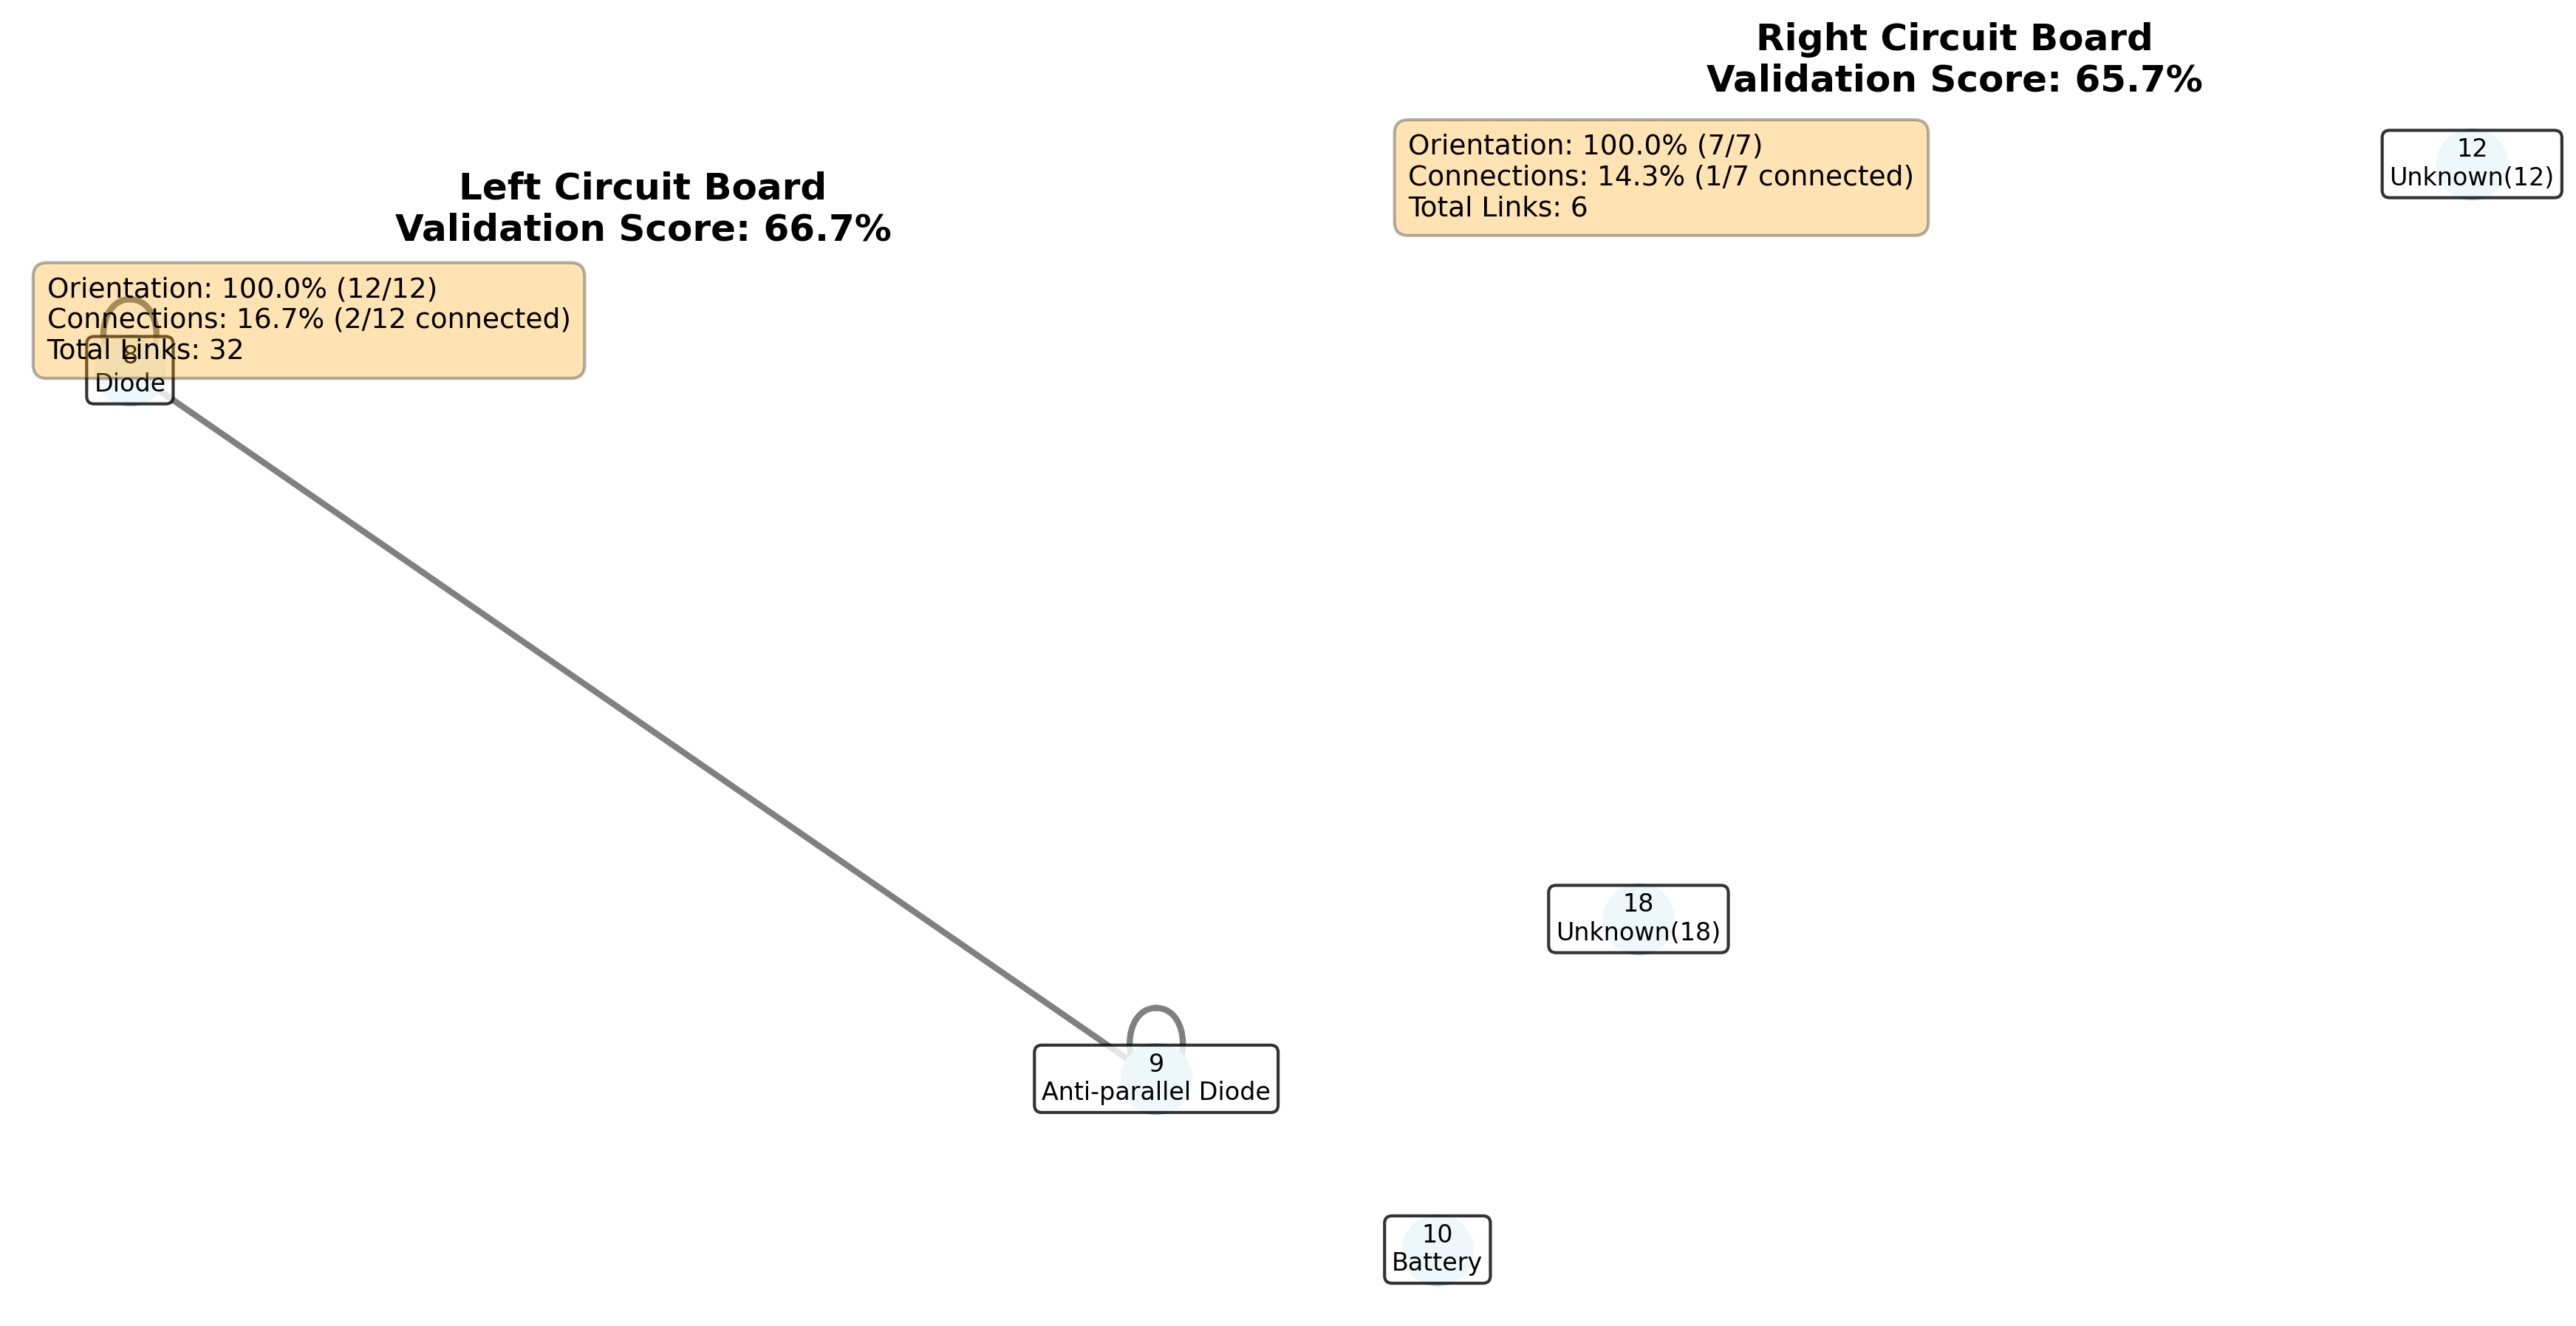 Left Circuit Board
Validation Score: 66.7%
Orientation: 100.0% (12/12)
Connections: 16.7% (2/12 connected)
Total Links: 32
8
Diode
9
Anti-parallel Diode
Right Circuit Board
Validation Score: 65.7%
Orientation: 100.0% (7/7)
Connections: 14.3% (1/7 connected)
Total Links: 6
12
Unknown(12)
18
Unknown(18)
10
Battery